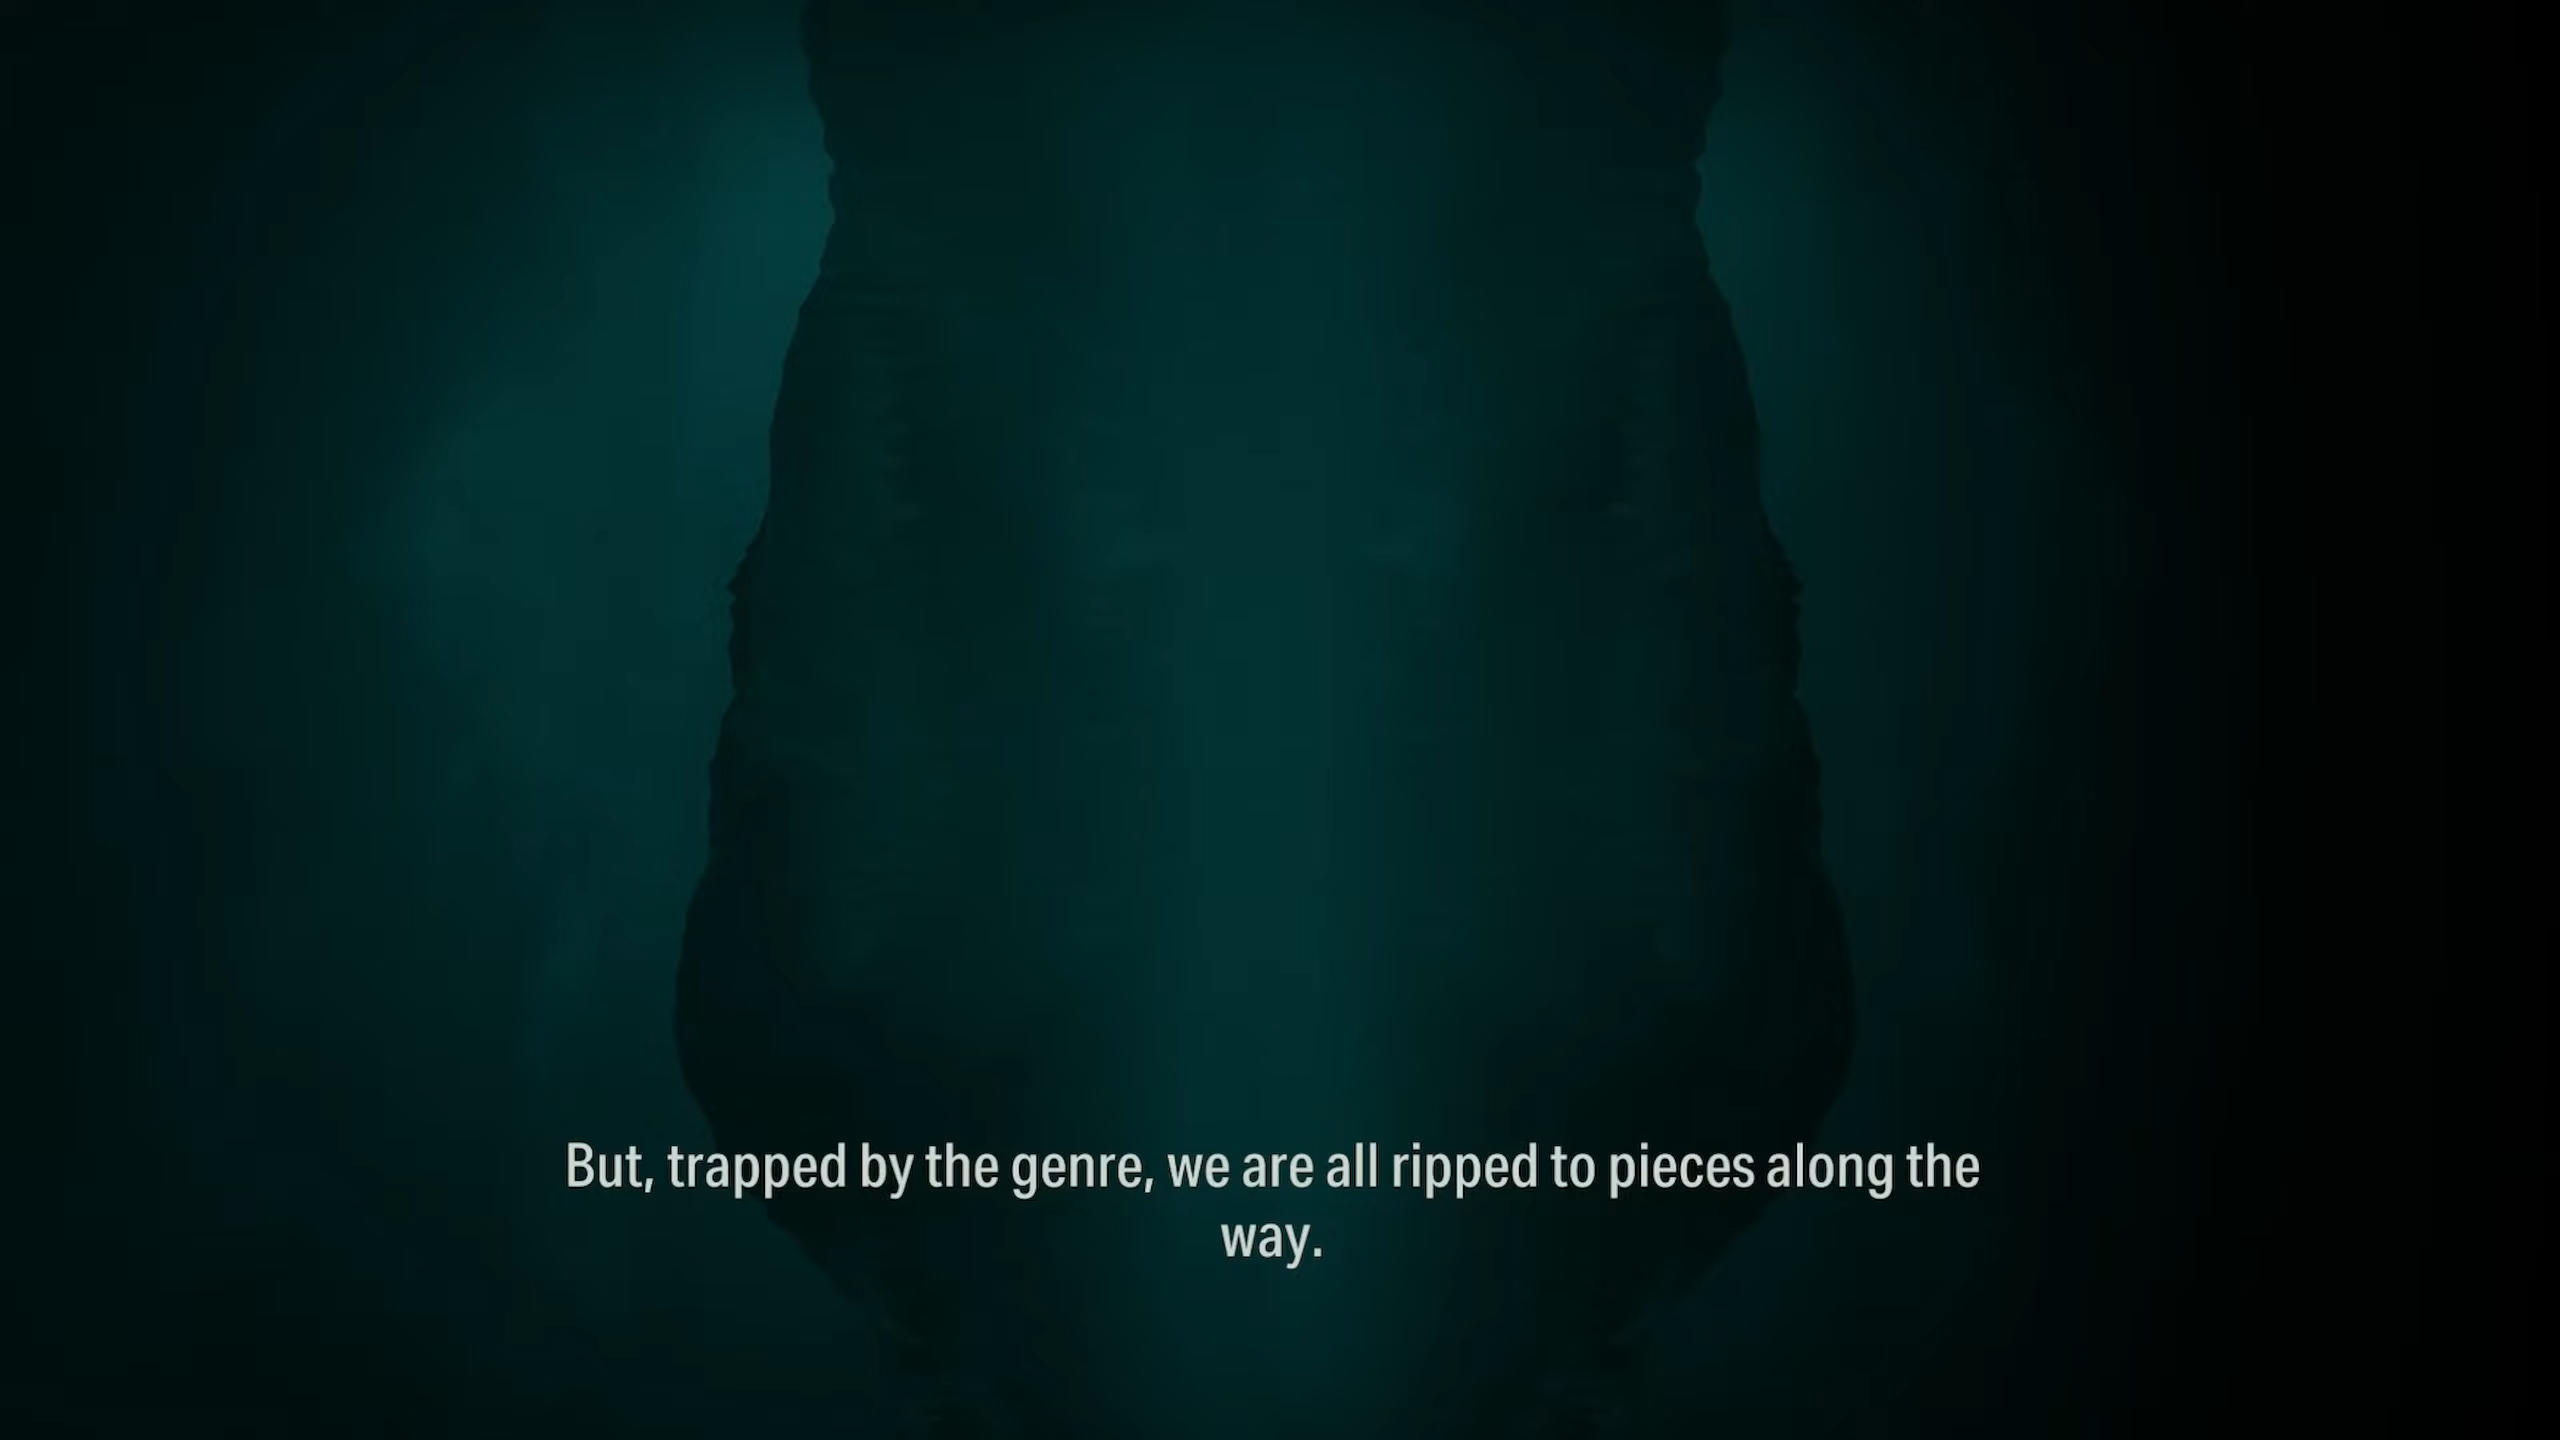 But, trapped by the genre, we are all ripped to pieces along the
way.